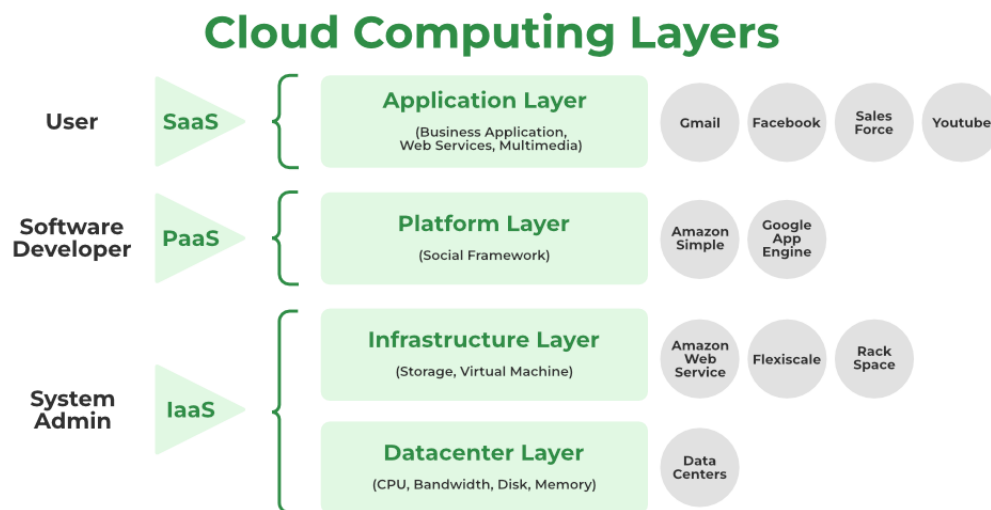 Cloud Computing Layers
User
SaaS
Application Layer
(Business Application,
Web Services, Multimedia)
Gmail
Facebook
Sales
Force
Youtube
Software
Developer
PaaS
Platform Layer
(Social Framework)
Amazon
Simple
Google
App
Engine
System
Admin
IaaS
Infrastructure Layer
(Storage, Virtual Machine)
Amazon
Web
Service
Flexiscale
Rack
Space
Datacenter Layer
(CPU, Bandwidth, Disk, Memory)
Data
Centers